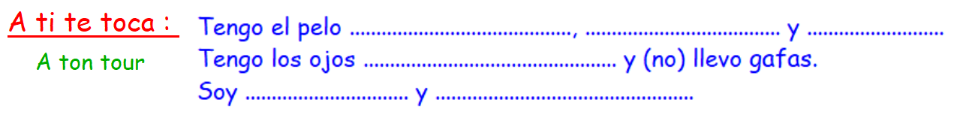 A ti te toca :
A ton tour
Tengo el pelo ........................................., .................................... y .........................
Tengo los ojos ............................................... y (no) llevo gafas.
Soy .............................. y ................................................